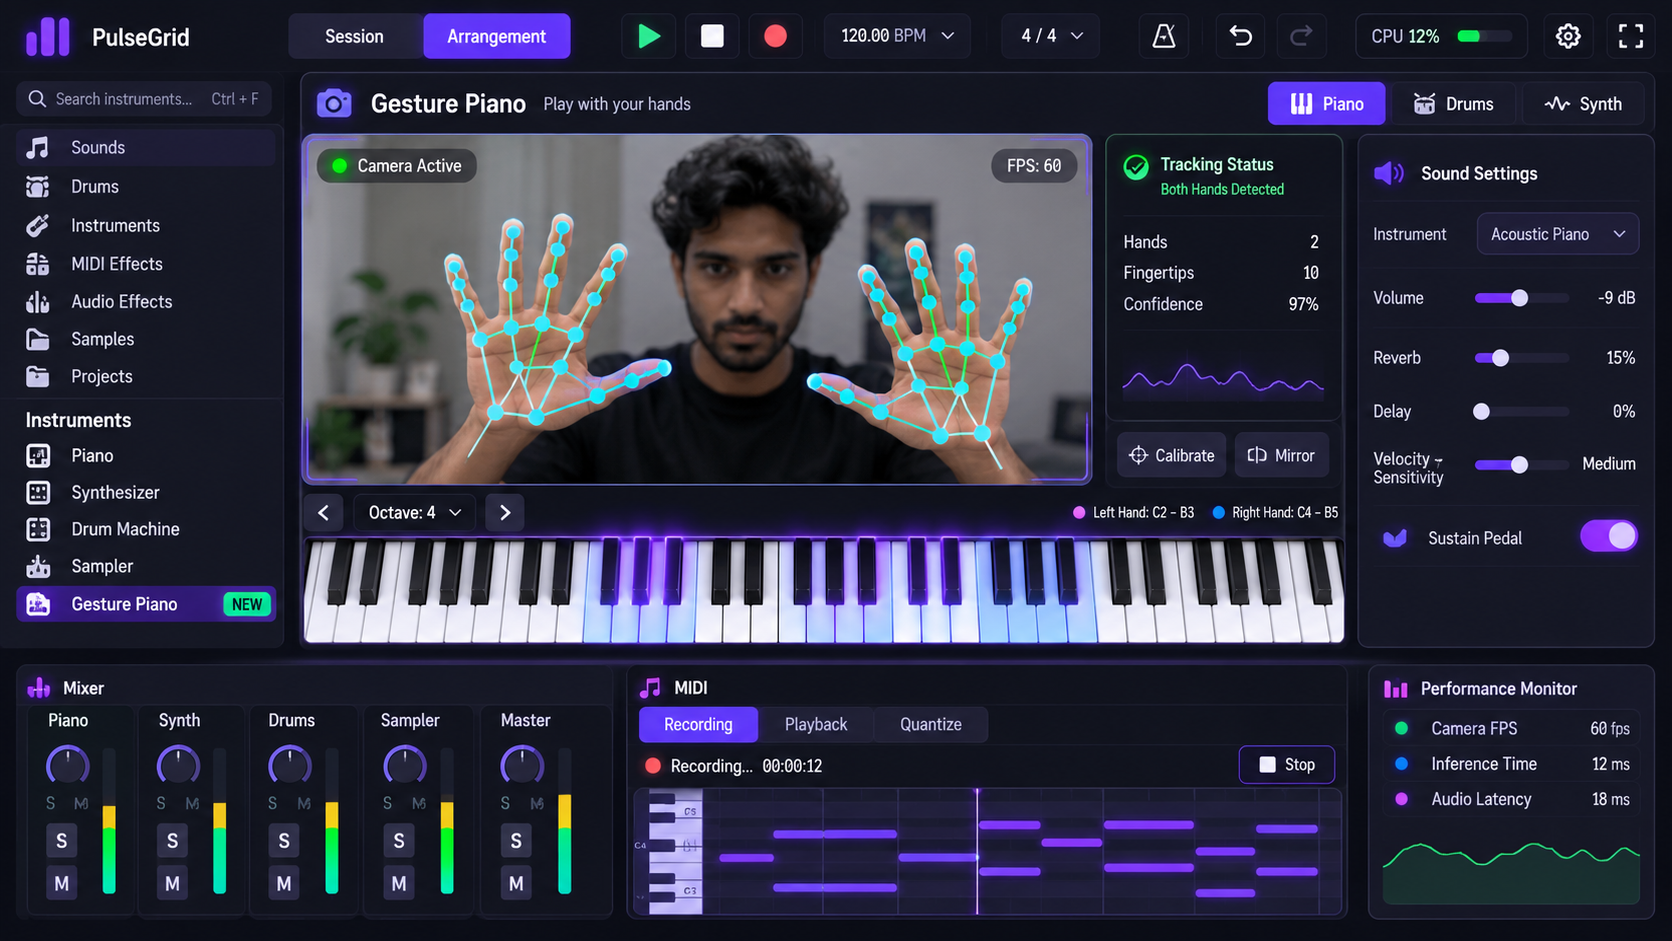 PulseGrid
Session
Arrangement
120.00 BPM
4 / 4
CPU 12%
Search instruments... Ctrl + F
Sounds
Drums
Instruments
MIDI Effects
Audio Effects
Samples
Projects
Instruments
Piano
Synthesizer
Drum Machine
Sampler
Gesture Piano NEW
Gesture Piano Play with your hands
Piano
Drums
Synth
Camera Active
FPS: 60
Tracking Status
Both Hands Detected
Hands 2
Fingertips 10
Confidence 97%
Calibrate
Mirror
Sound Settings
Instrument Acoustic Piano
Volume -9 dB
Reverb 15%
Delay 0%
Velocity
Sensitivity
Medium
Sustain Pedal
Octave: 4
Left Hand: C2 – B3
Right Hand: C4 – B5
Mixer
Piano
Synth
Drums
Sampler
Master
S M
S M
S M
S M
S M
S
S
S
S
S
M
M
M
M
M
MIDI
Recording
Playback
Quantize
Recording... 00:00:12
Stop
C5
C4
C3
Performance Monitor
Camera FPS 60 fps
Inference Time 12 ms
Audio Latency 18 ms